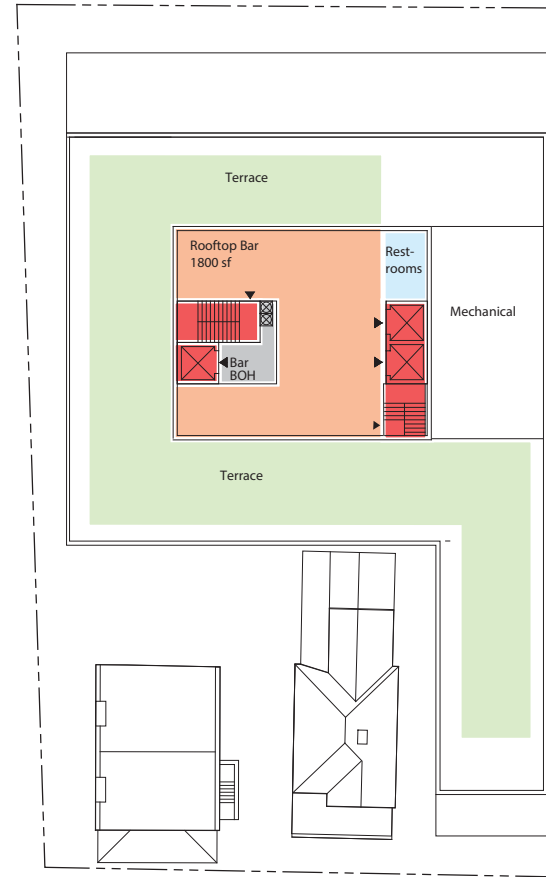 Terrace
Rooftop Bar
1800 sf
Rest-
rooms
Mechanical
Bar
BOH
Terrace